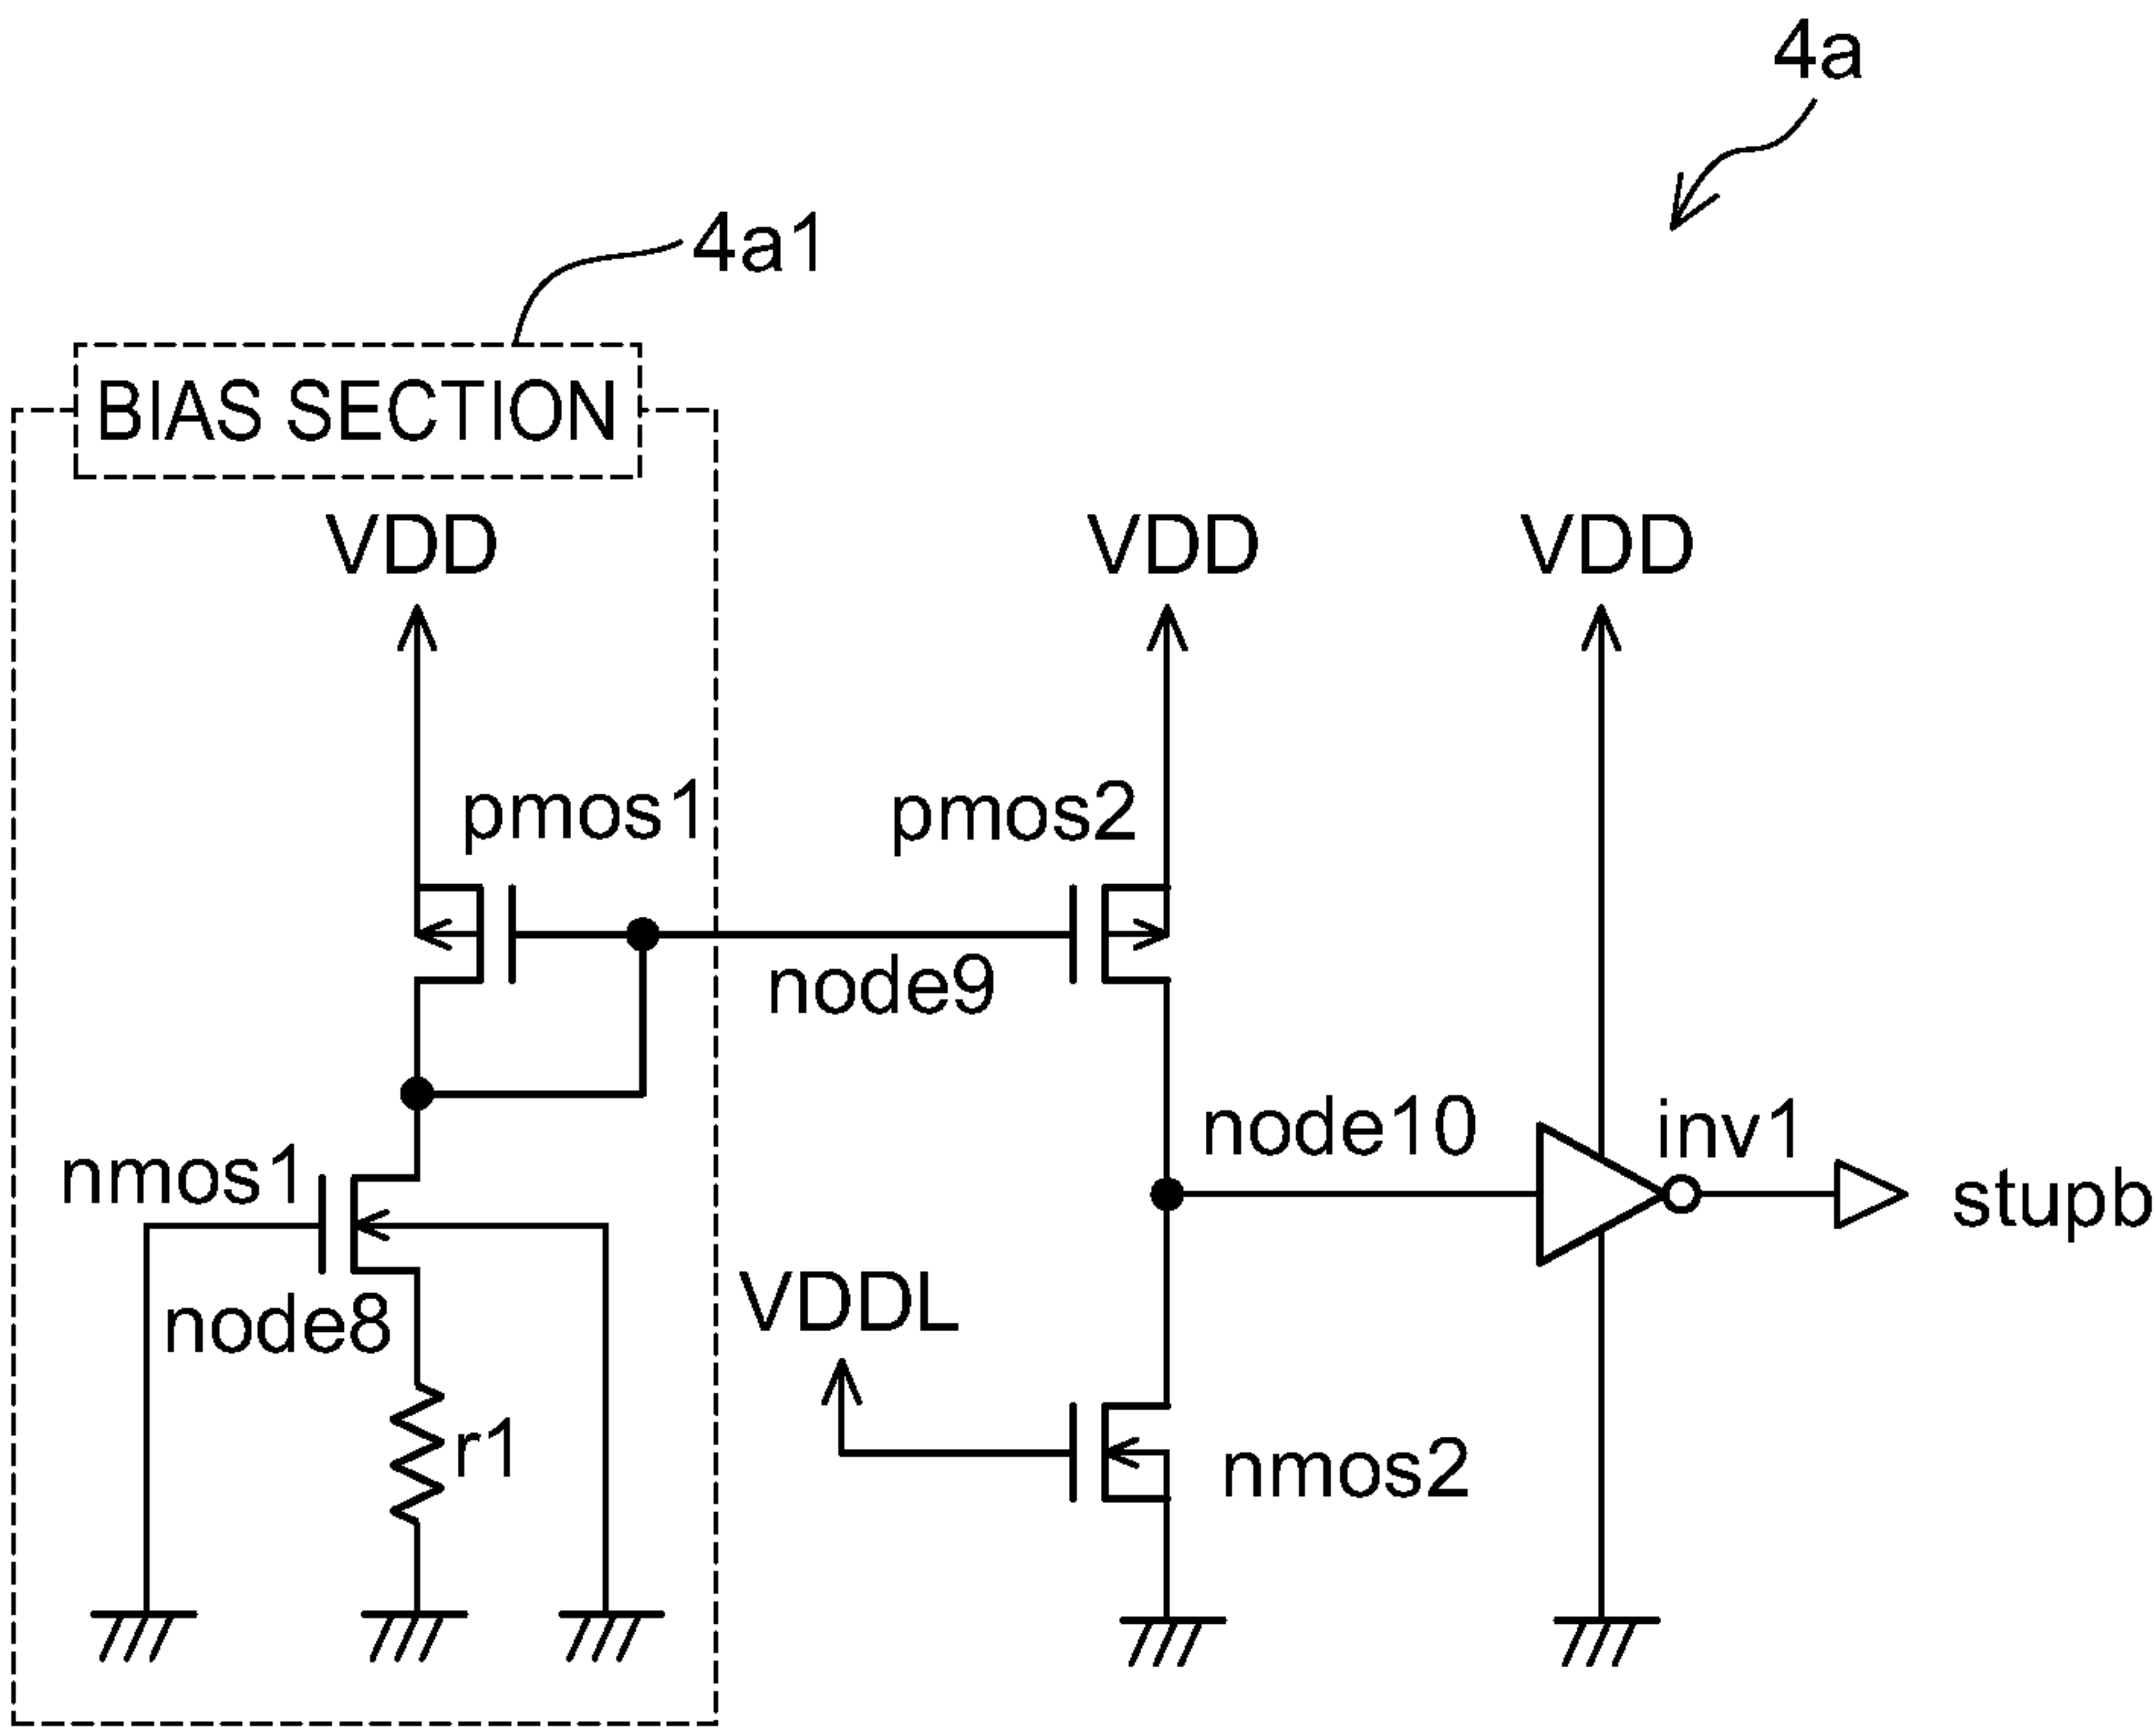 4a
4a1
BIAS SECTION
VDD VDD VDD
pmos1 pmos2
node9
node10 inv1
nmos1 stupb
node8 VDDL
r1 nmos2